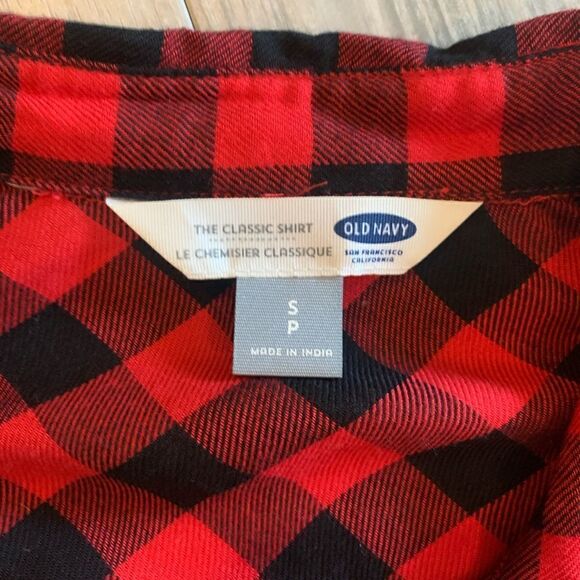 THE CLASSIC SHIRT
LE CHEMISIER CLASSIQUE
OLD NAVY
SAN FRANCISCO
CALIFORNIA
S
P
MADE IN INDIA